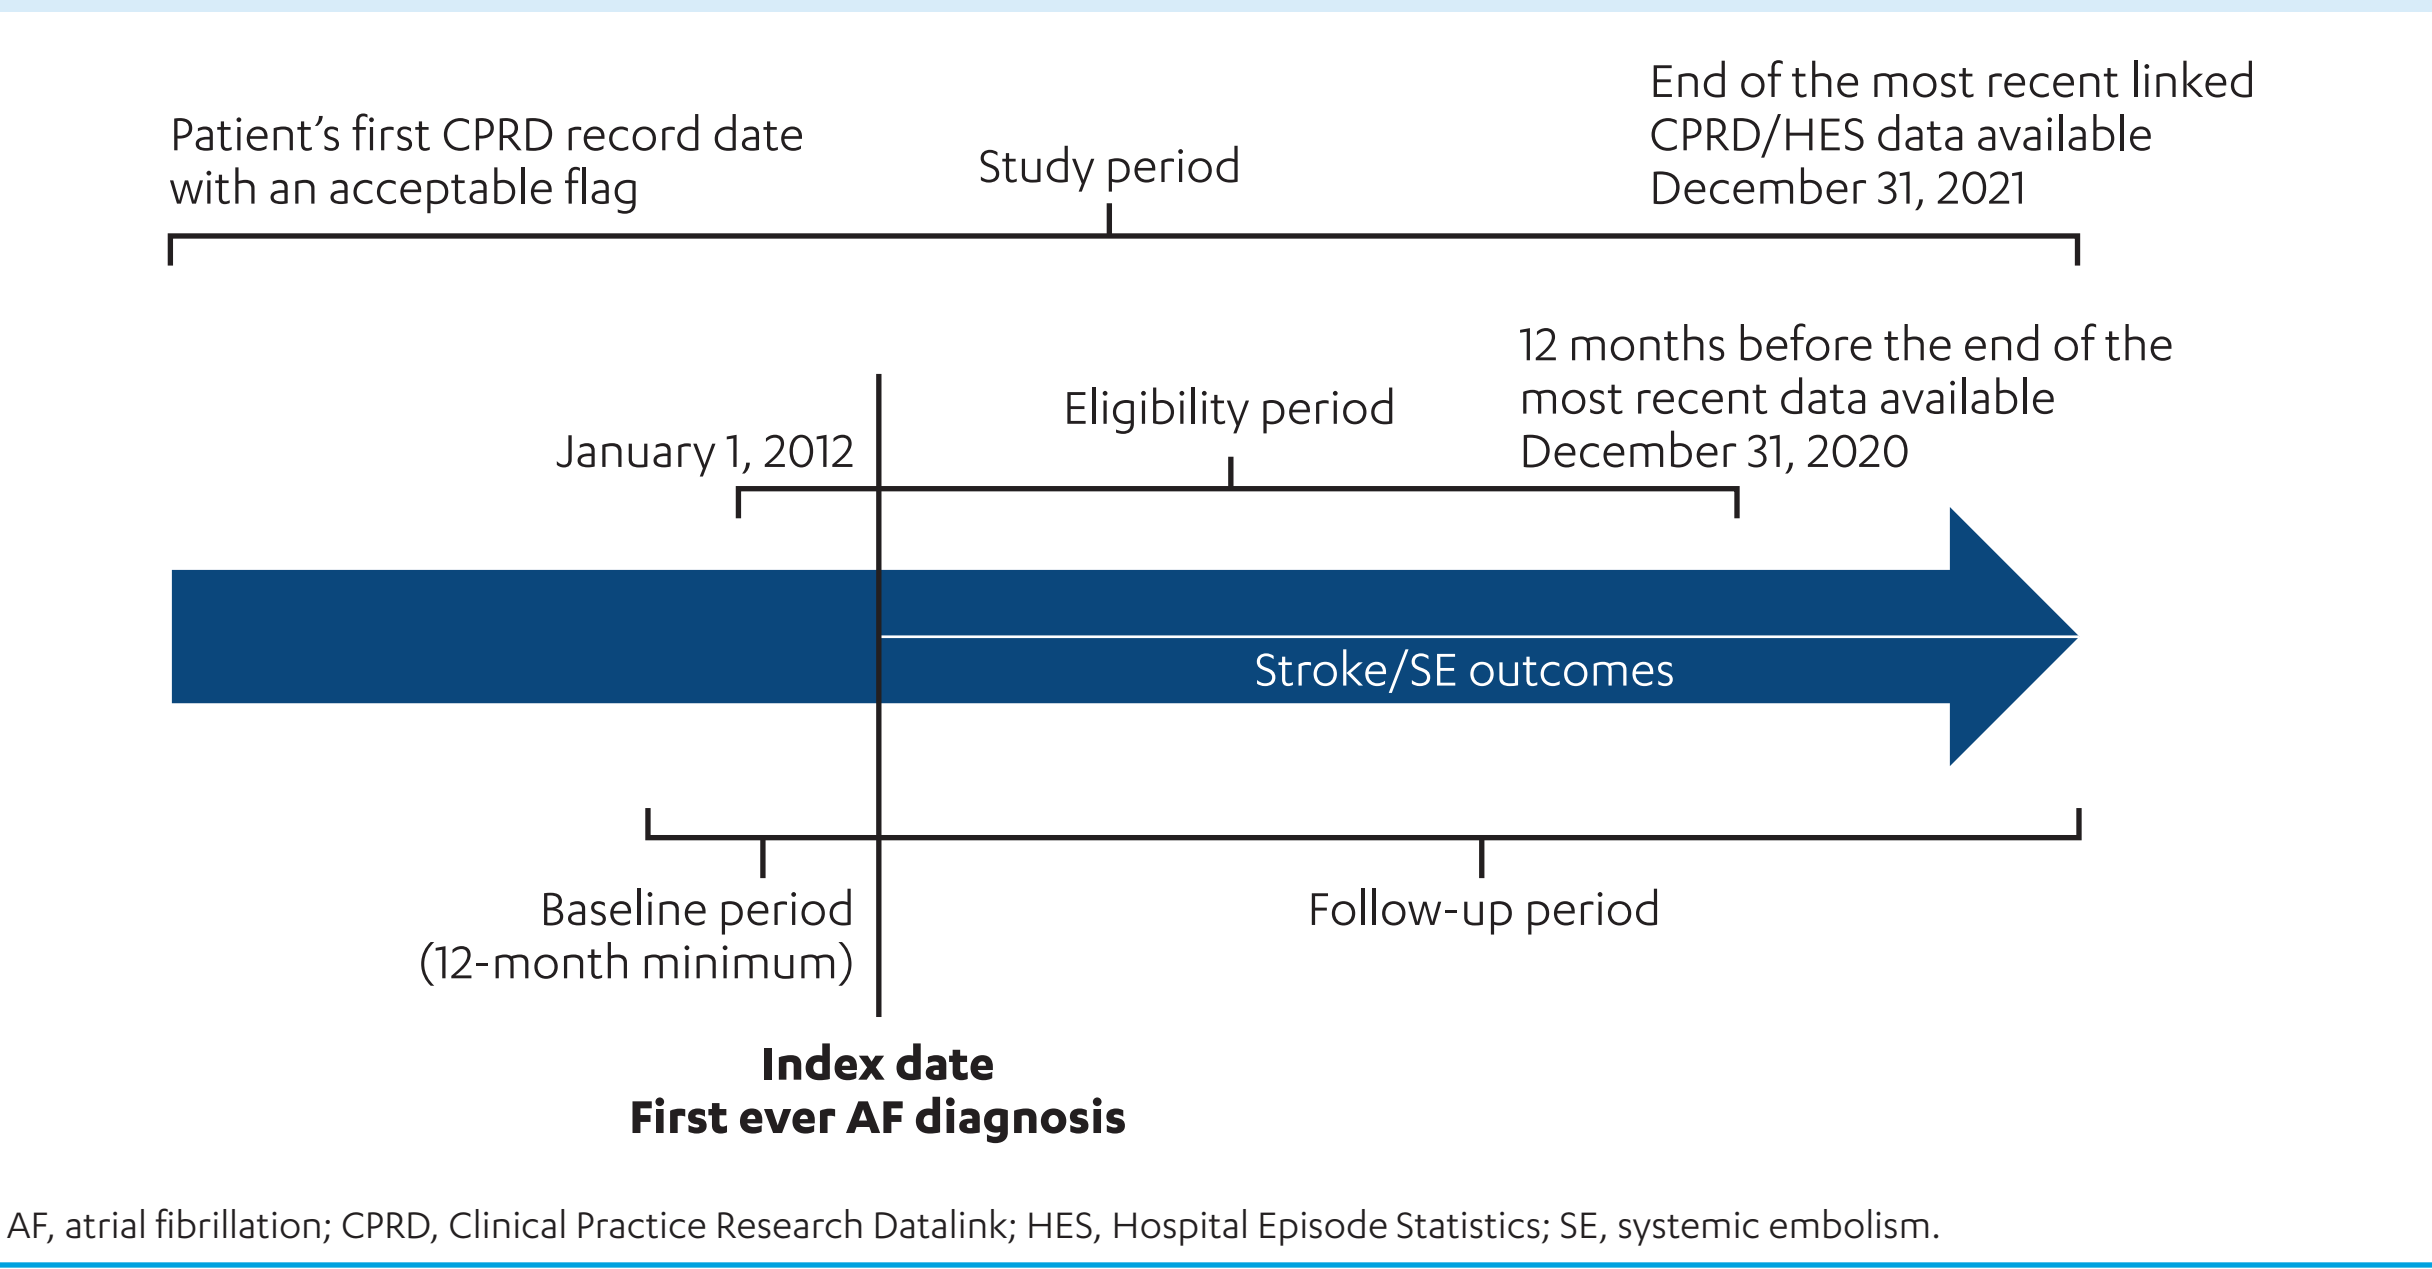 Patient’s first CPRD record date
with an acceptable flag
Study period
End of the most recent linked
CPRD/HES data available
December 31, 2021
January 1, 2012
Eligibility period
12 months before the end of the
most recent data available
December 31, 2020
Stroke/SE outcomes
Baseline period
(12-month minimum)
Follow-up period
Index date
First ever AF diagnosis
AF, atrial fibrillation; CPRD, Clinical Practice Research Datalink; HES, Hospital Episode Statistics; SE, systemic embolism.